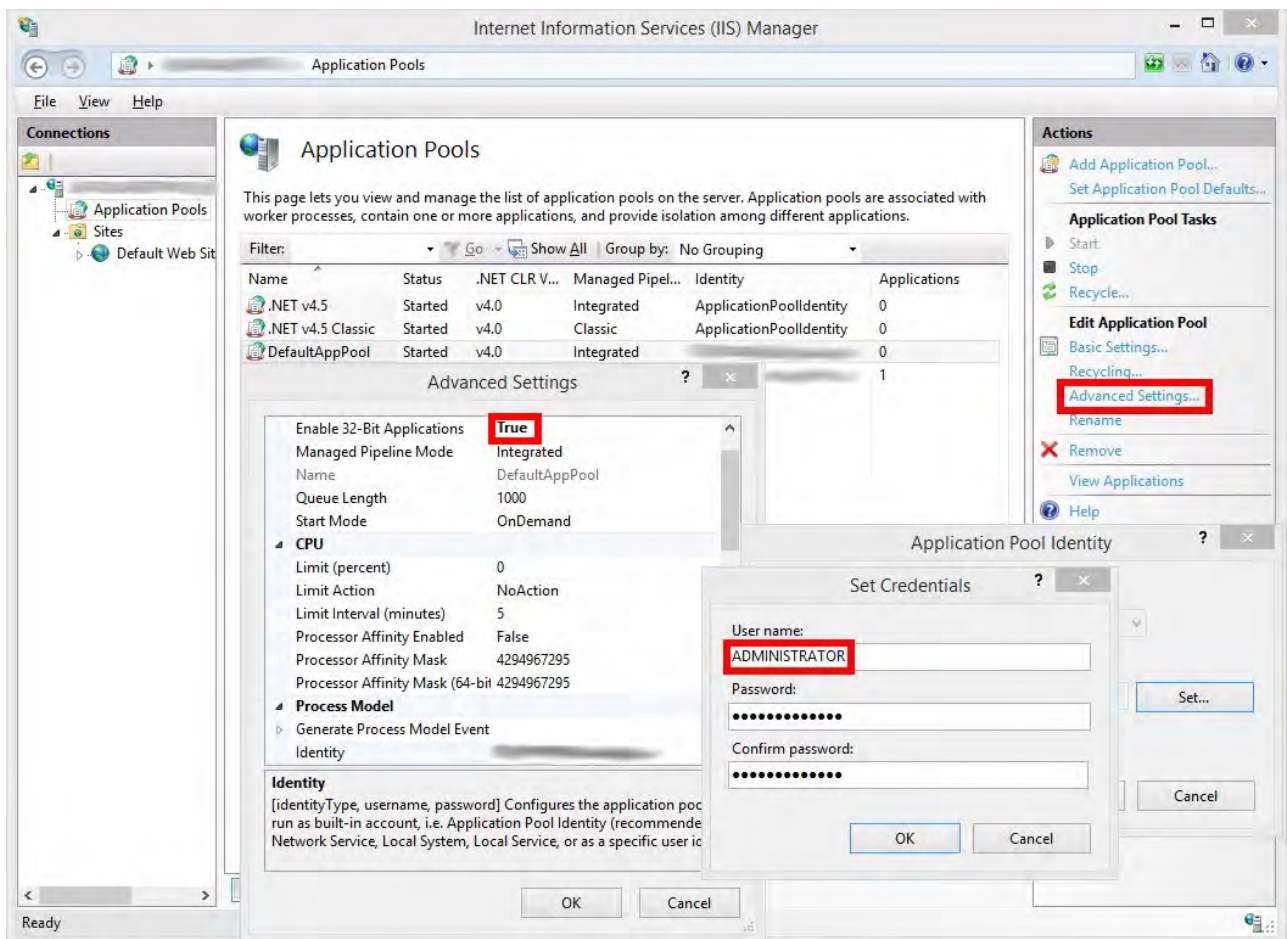 Internet Information Services (IIS) Manager
Application Pools
File View Help
Connections
Application Pools
Sites
Default Web Sit
Application Pools
This page lets you view and manage the list of application pools on the server. Application pools are associated with
worker processes, contain one or more applications, and provide isolation among different applications.
Filter: Go Show All Group by: No Grouping
Name Status .NET CLR V... Managed Pipel... Identity Applications
.NET v4.5 Started v4.0 Integrated ApplicationPoolIdentity 0
.NET v4.5 Classic Started v4.0 Classic ApplicationPoolIdentity 0
DefaultAppPool Started v4.0 Integrated 0
1
Advanced Settings ?
Enable 32-Bit Applications True
Managed Pipeline Mode Integrated
Name DefaultAppPool
Queue Length 1000
Start Mode OnDemand
CPU
Limit (percent) 0
Limit Action NoAction
Limit Interval (minutes) 5
Processor Affinity Enabled False
Processor Affinity Mask 4294967295
Processor Affinity Mask (64-bit 4294967295
Process Model
Generate Process Model Event
Identity
Identity
[identityType, username, password] Configures the application poo
run as built-in account, i.e. Application Pool Identity (recommende
Network Service, Local System, Local Service, or as a specific user ic
OK Cancel
Actions
Add Application Pool...
Set Application Pool Defaults...
Application Pool Tasks
Start
Stop
Recycle...
Edit Application Pool
Basic Settings...
Recycling...
Advanced Settings...
Rename
Remove
View Applications
Help
Application Pool Identity ?
Set...
Cancel
Set Credentials ?
User name:
ADMINISTRATOR
Password:
●●●●●●●●●●●●●
Confirm password:
●●●●●●●●●●●●●
OK Cancel
Ready